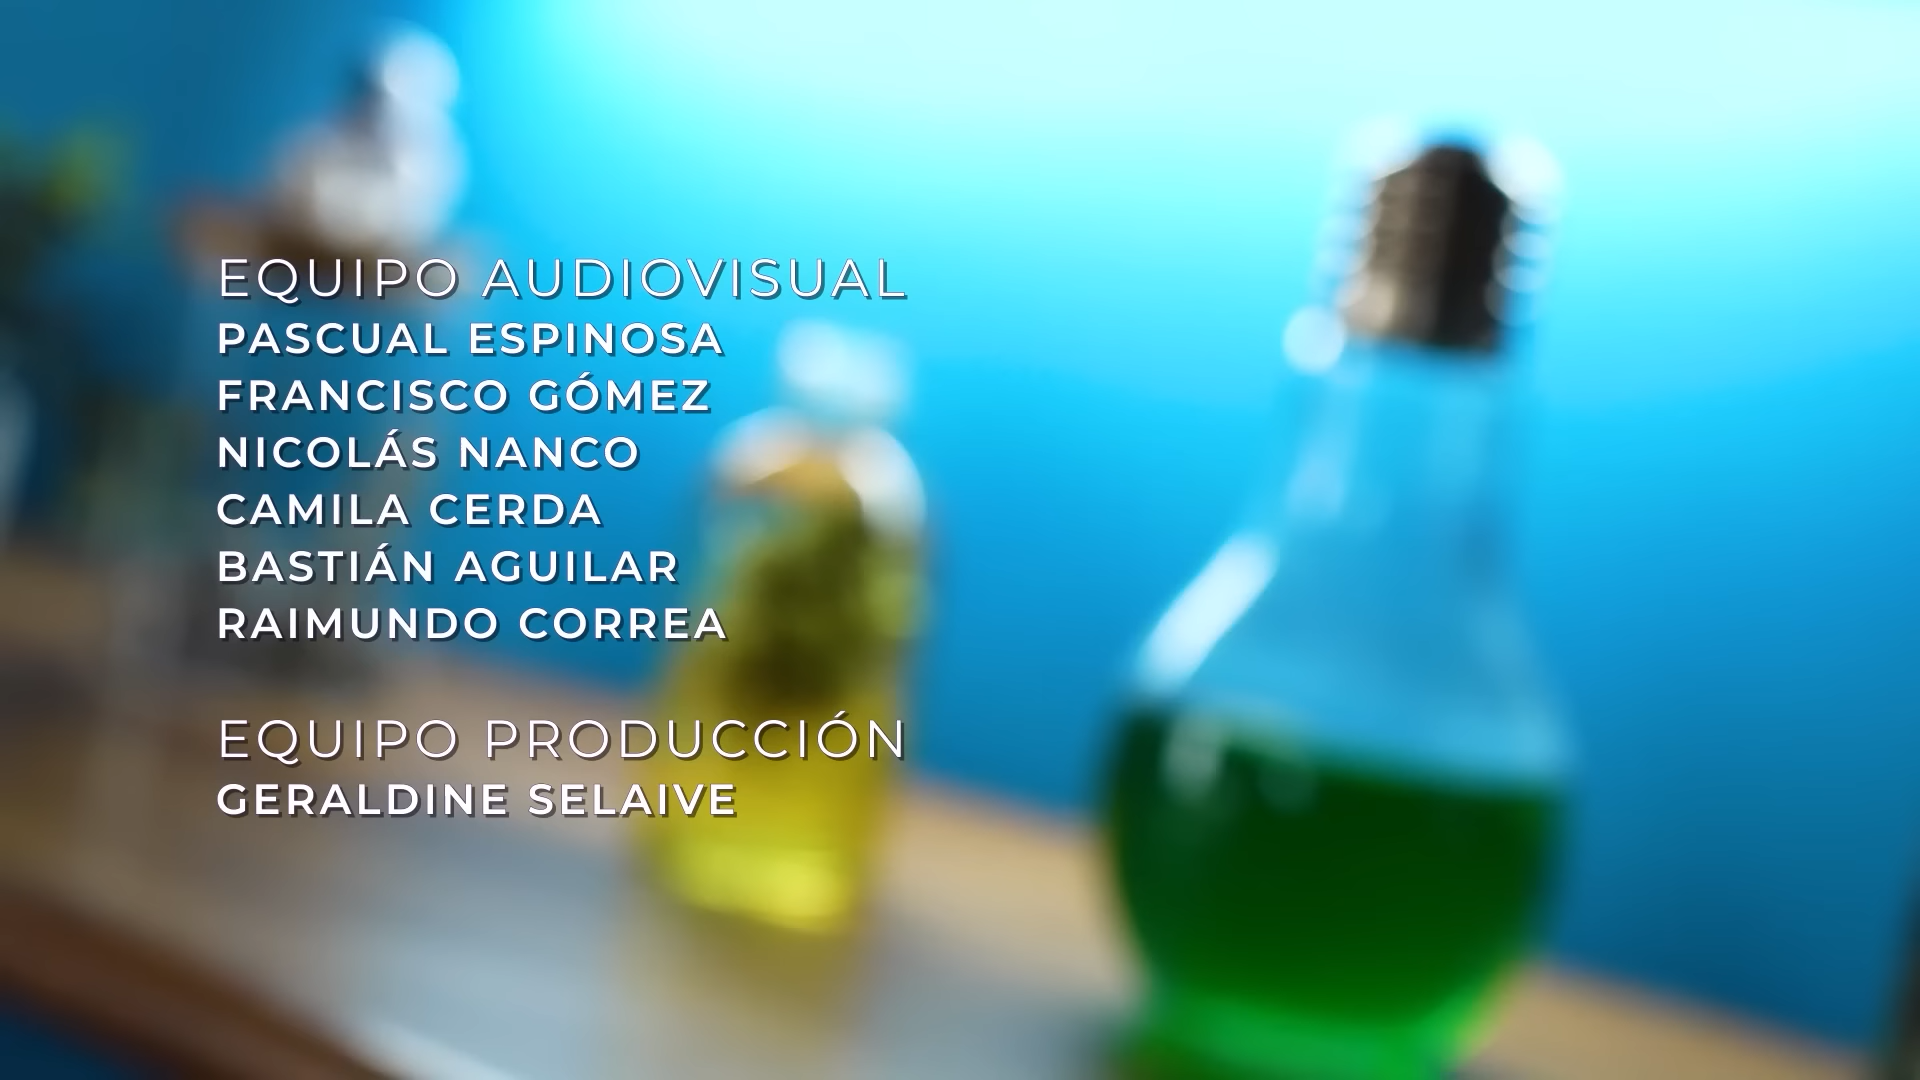 EQUIPO AUDIOVISUAL
PASCUAL ESPINOSA
FRANCISCO GÓMEZ
NICOLÁS NANCO
CAMILA CERDA
BASTIÁN AGUILAR
RAIMUNDO CORREA
EQUIPO PRODUCCIÓN
GERALDINE SELAIVE